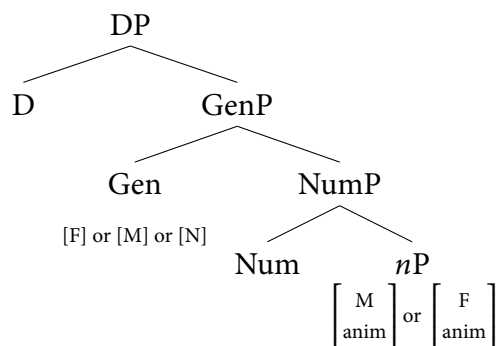 DP
D GenP
Gen NumP
[F] or [M] or [N]
Num nP
[M anim] or [F anim]